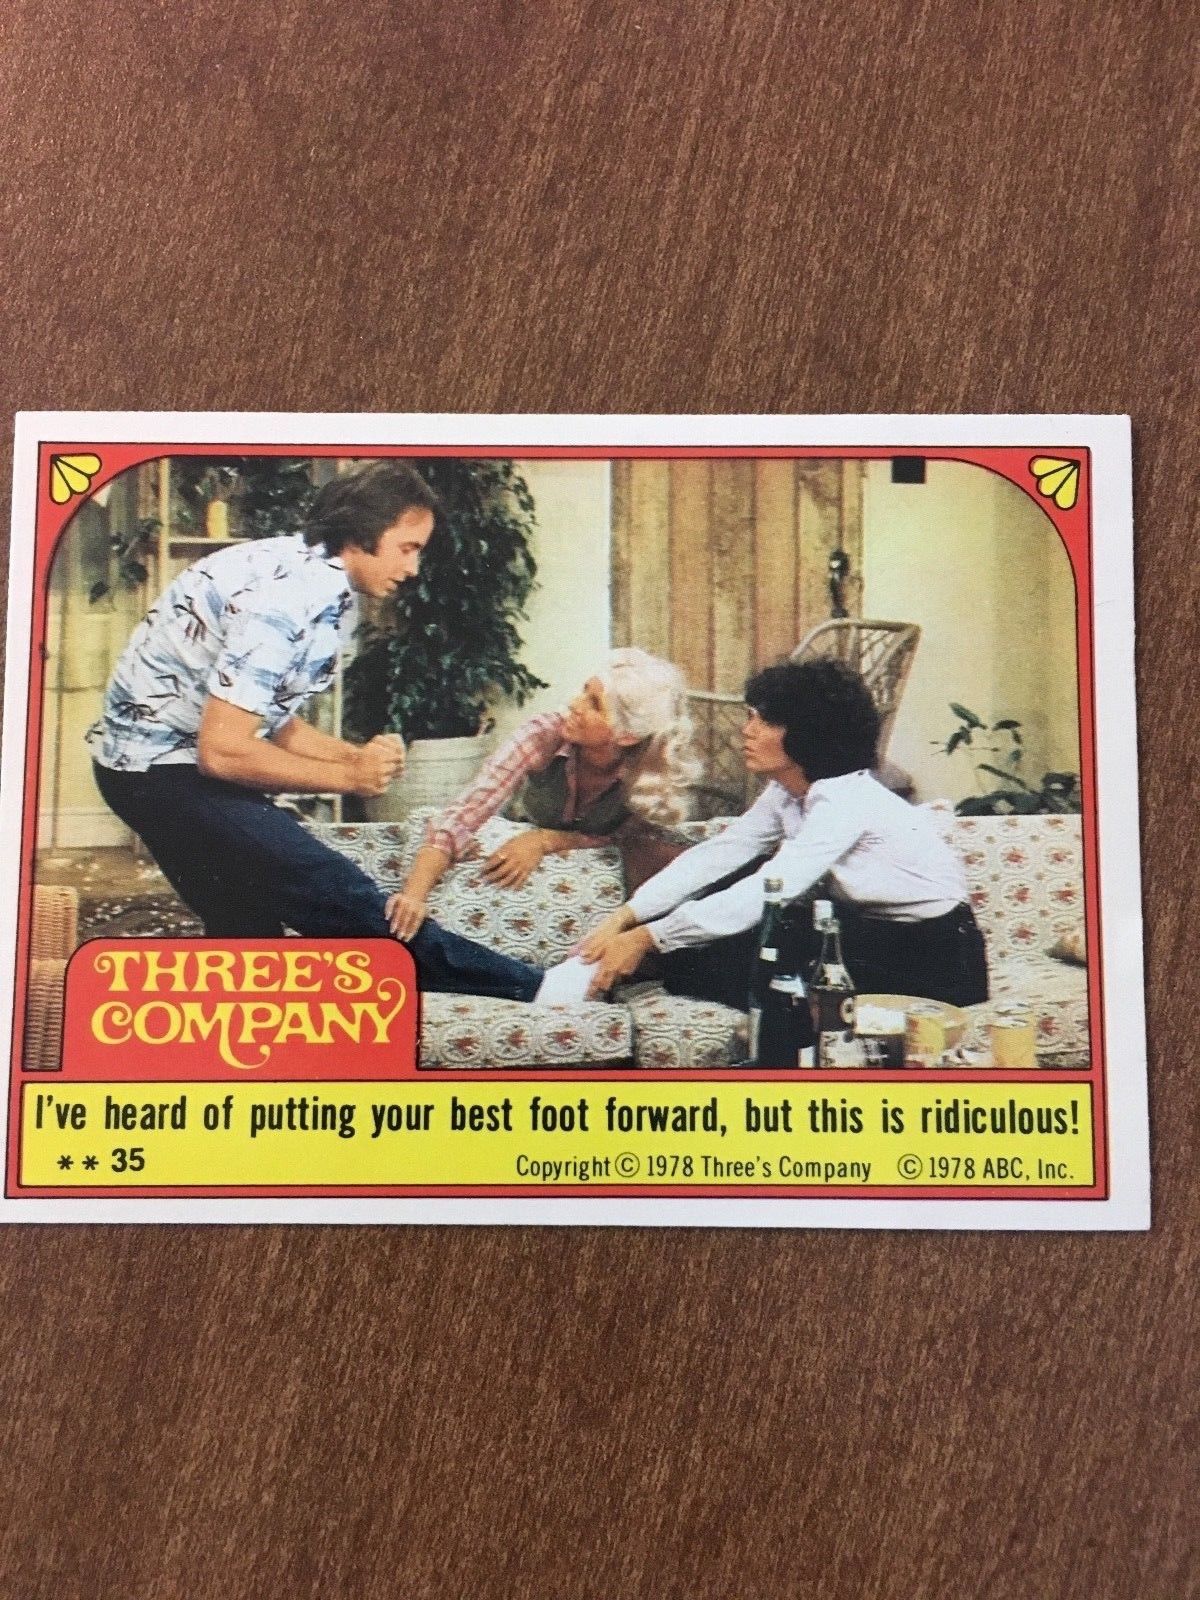 THREE'S
COMPANY
I've heard of putting your best foot forward, but this is ridiculous!
** 35
Copyright © 1978 Three's Company © 1978 ABC, Inc.